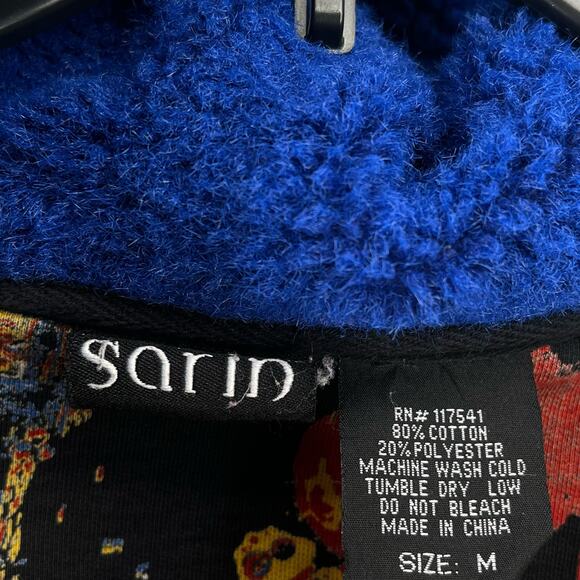 sarin
RN# 117541
80% COTTON
20% POLYESTER
MACHINE WASH COLD
TUMBLE DRY LOW
DO NOT BLEACH
MADE IN CHINA
SIZE: M